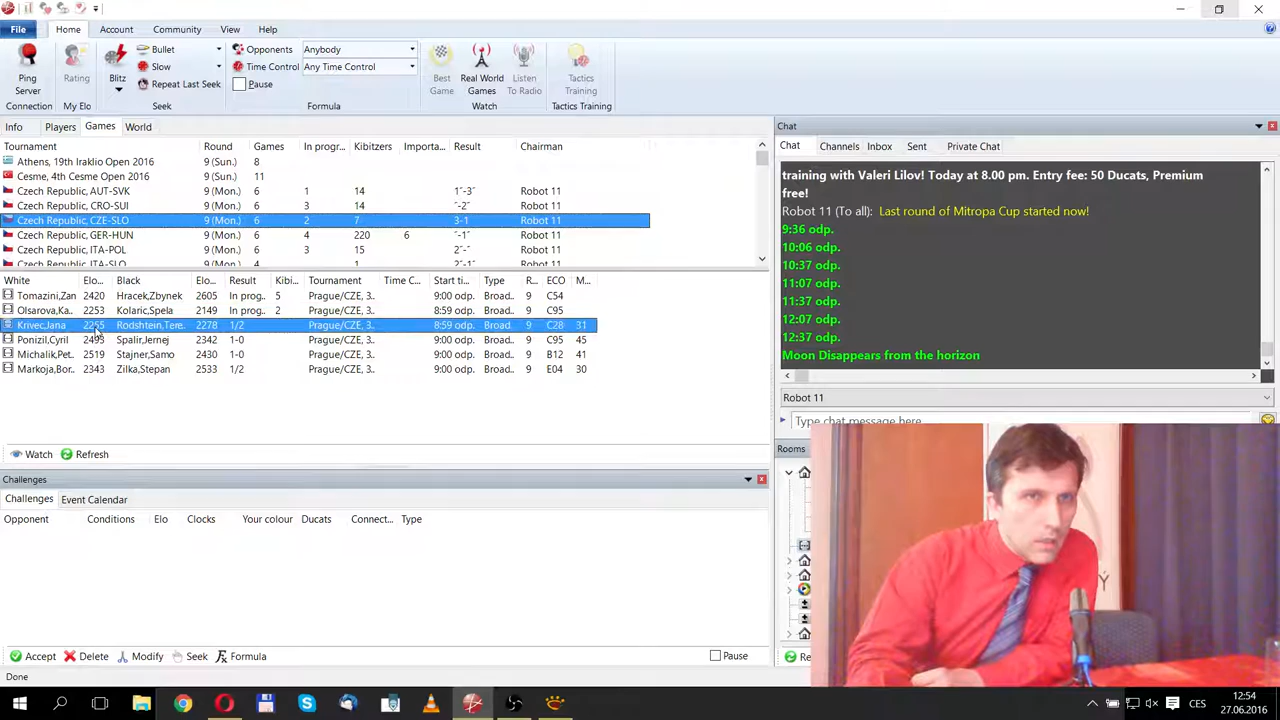 File Home Account Community View Help
Ping Server Rating Blitz Bullet Slow Repeat Last Seek Opponents Anybody Time Control Any Time Control Pause Best Game Real World Games Listen To Radio Tactics Training
Connection My Elo Seek Formula Watch Tactics Training
Info Players Games World
Tournament Round Games In progr... Kibitzers Importa... Result Chairman
Athens, 19th Iraklio Open 2016 9 (Sun.) 8
Cesme, 4th Cesme Open 2016 9 (Sun.) 11
Czech Republic, AUT-SVK 9 (Mon.) 6 1 14 1"-3" Robot 11
Czech Republic, CRO-SUI 9 (Mon.) 6 3 14 "-2" Robot 11
Czech Republic, CZE-SLO 9 (Mon.) 6 2 7 3-1 Robot 11
Czech Republic, GER-HUN 9 (Mon.) 6 4 220 6 "-1" Robot 11
Czech Republic, ITA-POL 9 (Mon.) 6 3 15 2"-" Robot 11
White Elo... Black Elo... Result Kibi... Tournament Time C... Start ti... Type R ECO M...
Tomazini,Zan 2420 Hracek,Zbynek 2605 In prog.. 5 Prague/CZE, 3.. 9:00 odp. Broad.. 9 C54
Olsarova,Ka.. 2253 Kolaric,Spela 2149 In prog.. 2 Prague/CZE, 3.. 8:59 odp. Broad.. 9 C95
Krivec,Jana 2255 Rodshtein,Tere.. 2278 1/2 Prague/CZE, 3.. 8:59 odp. Broad.. 9 C28 31
Ponizil,Cyril 2493 Spalir,Jernej 2342 1-0 Prague/CZE, 3.. 9:00 odp. Broad.. 9 C95 45
Michalik,Pet.. 2519 Stajner,Samo 2430 1-0 Prague/CZE, 3.. 9:00 odp. Broad.. 9 B12 41
Markoja,Bor.. 2343 Zilka,Stepan 2533 1/2 Prague/CZE, 3.. 9:00 odp. Broad.. 9 E04 30
Watch Refresh
Challenges
Challenges Event Calendar
Opponent Conditions Elo Clocks Your colour Ducats Connect... Type
Accept Delete Modify Seek Formula Pause
Done
Chat
Chat Channels Inbox Sent Private Chat
training with Valeri Lilov! Today at 8.00 pm. Entry fee: 50 Ducats, Premium
free!
Robot 11 (To all): Last round of Mitropa Cup started now!
9:36 odp.
10:06 odp.
10:37 odp.
11:07 odp.
11:37 odp.
12:07 odp.
12:37 odp.
Moon Disappears from the horizon
Robot 11
Type chat message here
Rooms
Re
CES
12:54
27.06.2016